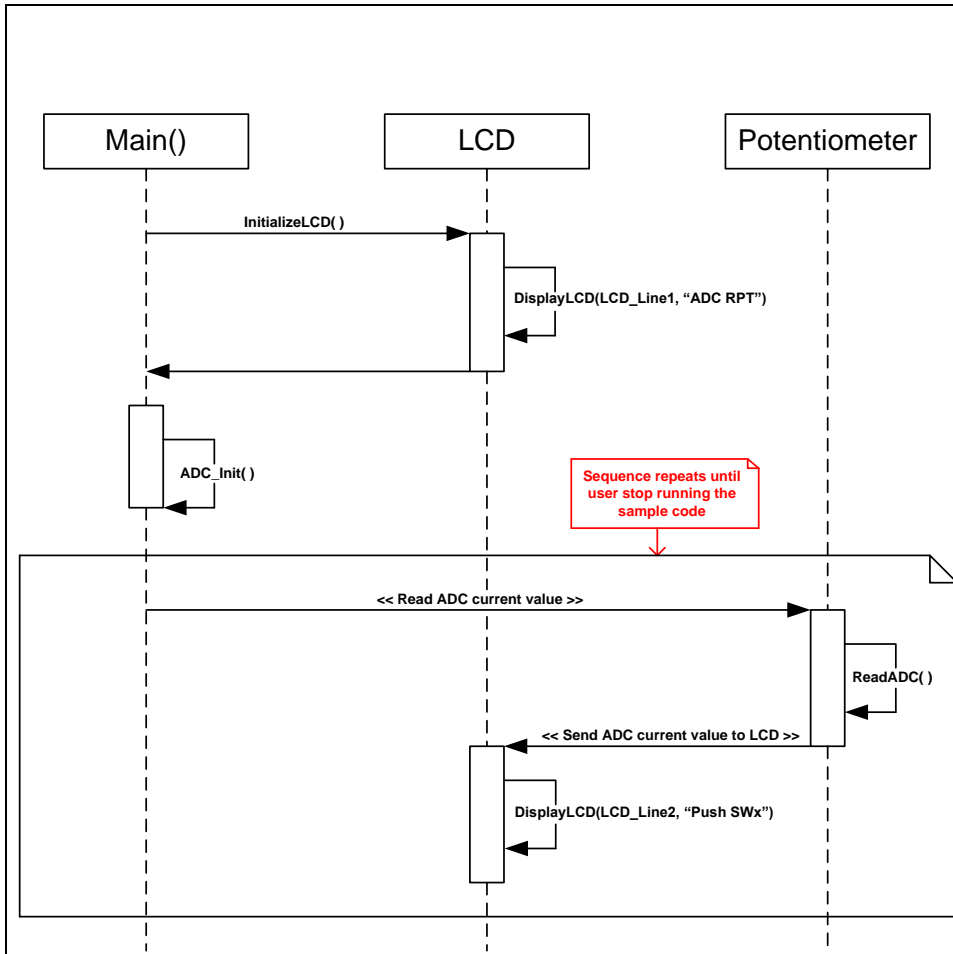 Main()
LCD
Potentiometer
InitializeLCD( )
DisplayLCD(LCD_Line1, “ADC RPT”)
ADC_Init( )
Sequence repeats until
user stop running the
sample code
<< Read ADC current value >>
ReadADC( )
<< Send ADC current value to LCD >>
DisplayLCD(LCD_Line2, “Push SWx”)